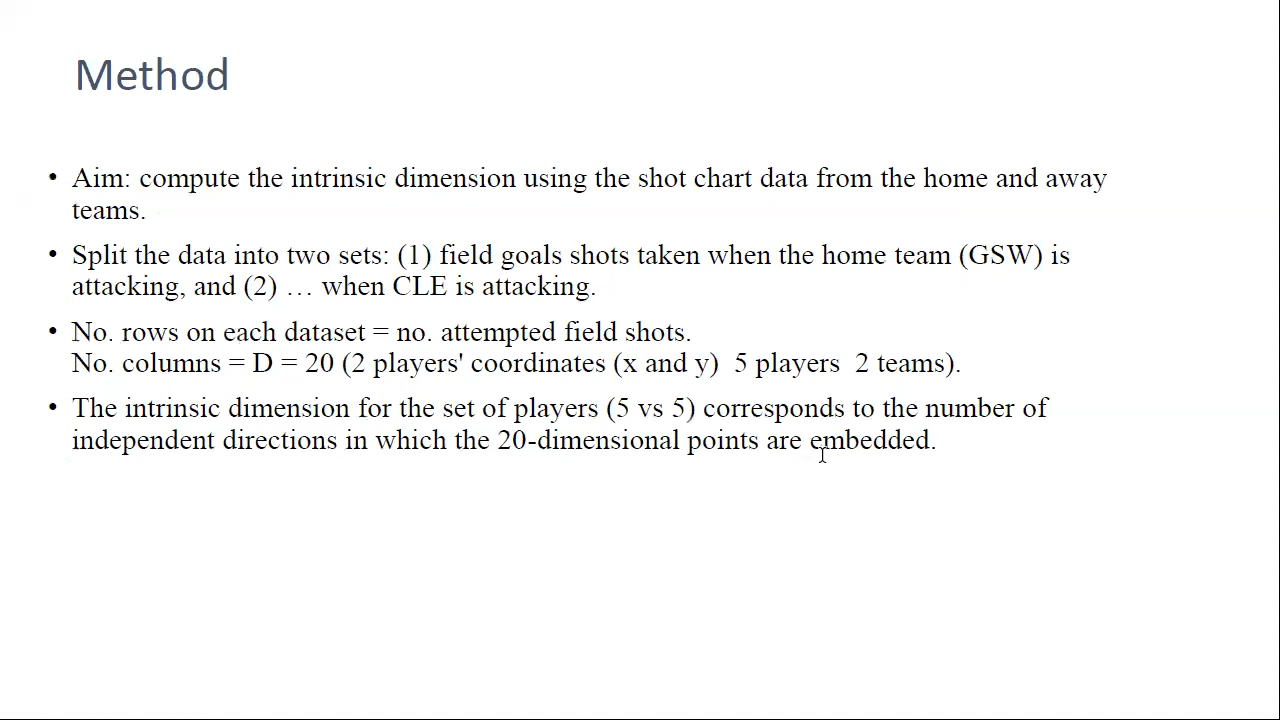 Method
• Aim: compute the intrinsic dimension using the shot chart data from the home and away
teams.
• Split the data into two sets: (1) field goals shots taken when the home team (GSW) is
attacking, and (2) … when CLE is attacking.
• No. rows on each dataset = no. attempted field shots.
No. columns = D = 20 (2 players' coordinates (x and y)  5 players  2 teams).
• The intrinsic dimension for the set of players (5 vs 5) corresponds to the number of
independent directions in which the 20-dimensional points are embedded.